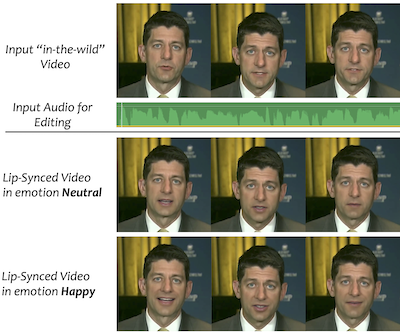 Input “in-the-wild”
Video
Input Audio for
Editing
Lip-Synced Video
in emotion Neutral
Lip-Synced Video
in emotion Happy